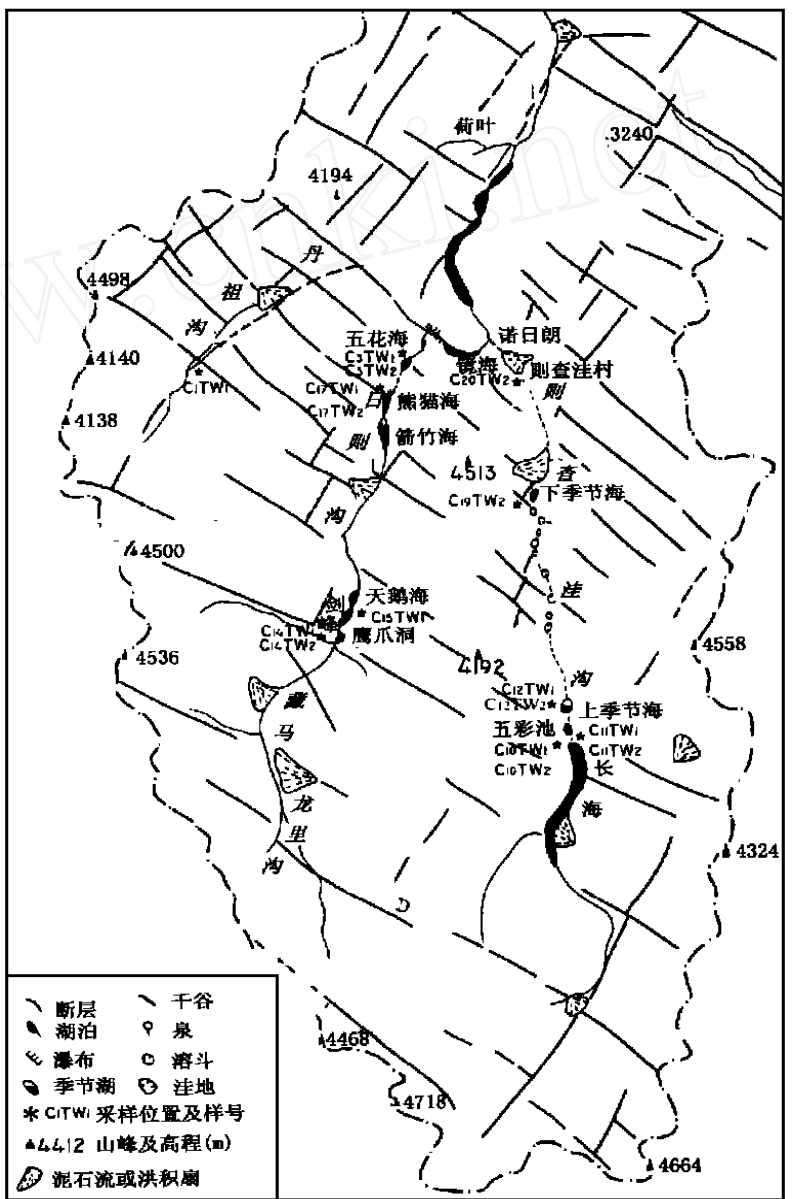 www.cnki.net
荷叶
3240
4194
丹
祖
沟
4498
4140
4138
C1TW1
五花海
C3TW1
C3TW2
诺日朗
镜海
C20TW2
则查洼村
C17TW1
C17TW2
日
则
沟
熊猫海
箭竹海
4513
C19TW2
下季节海
则
查
洼
沟
4500
天鹅海
C15TW1
剑岩
C14TW1
C14TW2
鹰爪洞
4536
4192
4558
C12TW1
C12TW2
上季节海
五彩池
C11TW1
C11TW2
C10TW1
C10TW2
长
海
藏
马
龙
里
沟
4324
4468
4718
4664
断层 干谷
湖泊 泉
瀑布 溶斗
季节湖 洼地
C1TW1 采样位置及样号
4412 山峰及高程(m)
泥石流或洪积扇